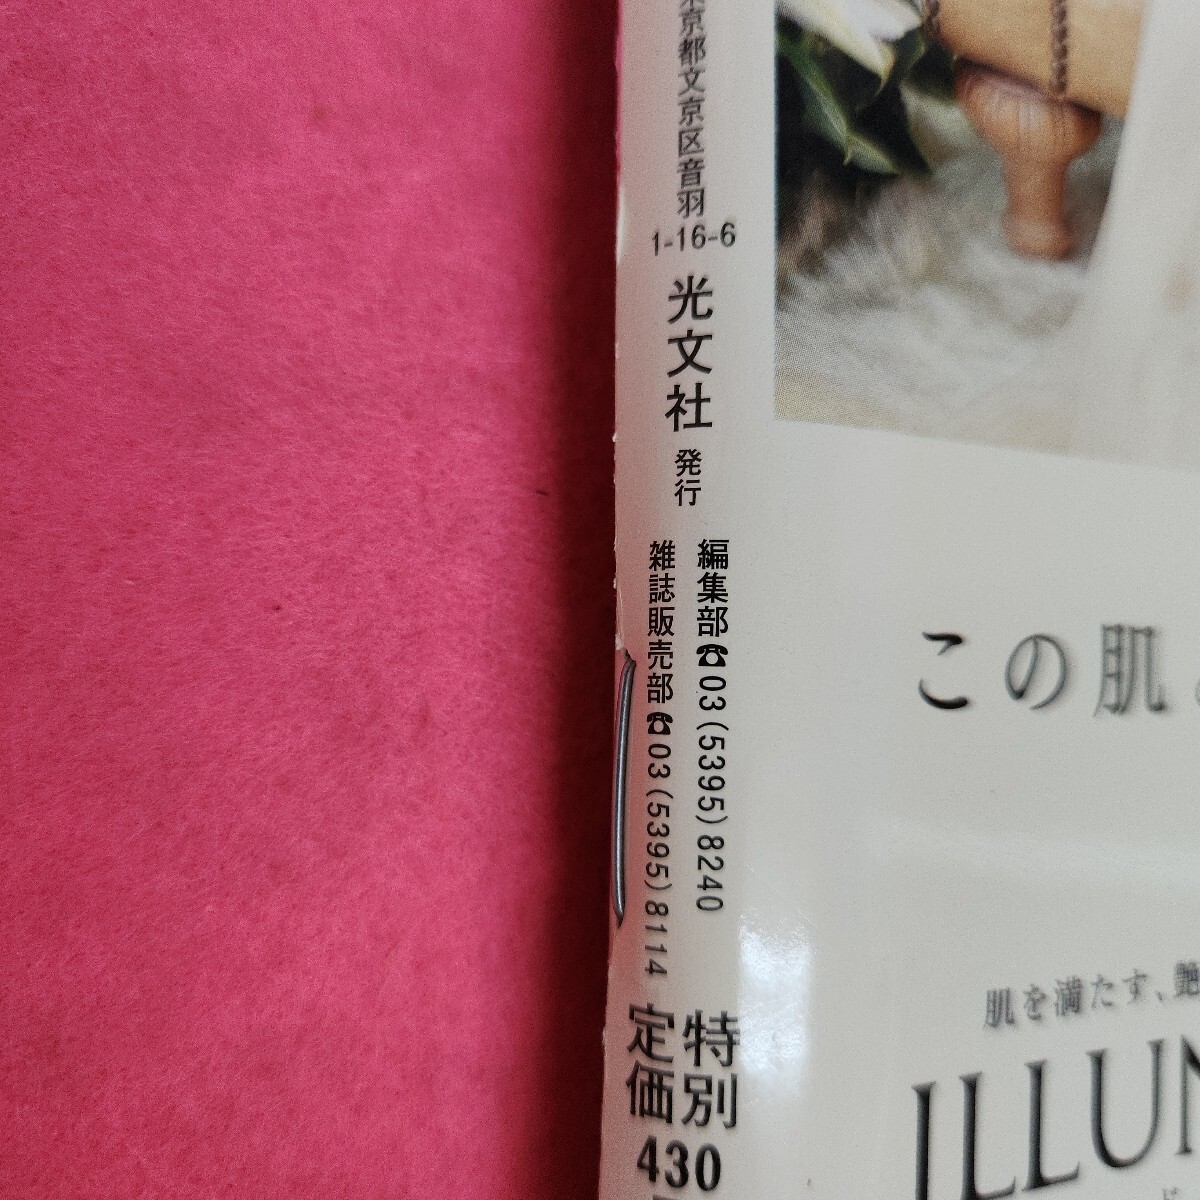 京都文京区音羽
1-16-6
光文社
発行
編集部☎03(5395)8240
雑誌販売部☎03(5395)8114
特別
定価
430
この肌
肌を満たす、艶
ILLUM